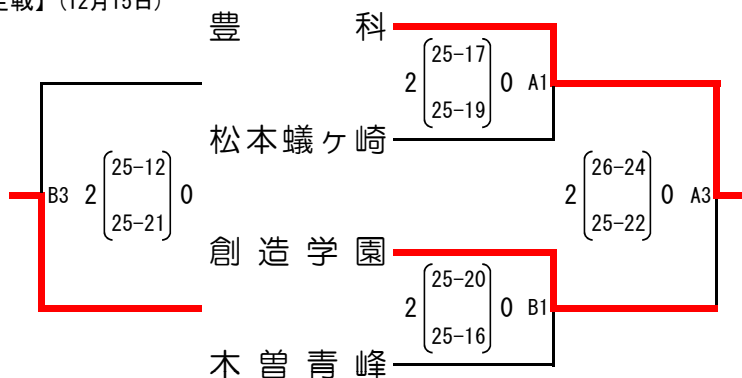 定戦】(12月15日)
豊科
25-17
2 0 A1
25-19
松本蟻ヶ崎
25-12
B3 2 0
25-21
26-24
2 0 A3
25-22
創造学園
25-20
2 0 B1
25-16
木曽青峰